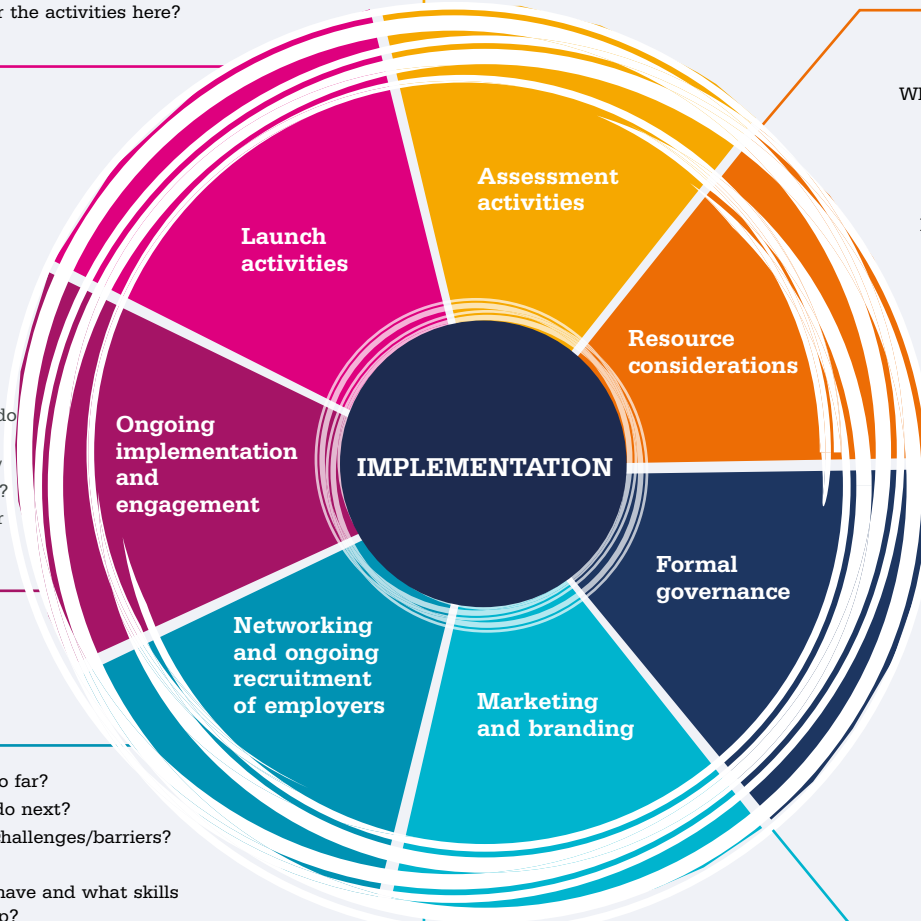 r the activities here?
Assessment
activities
Launch
activities
Resource
considerations
Ongoing
implementation
and
engagement
IMPLEMENTATION
Formal
governance
Networking
and ongoing
recruitment
of employers
Marketing
and branding
do
?
r
o far?
do next?
hallenges/barriers?
have and what skills
p?